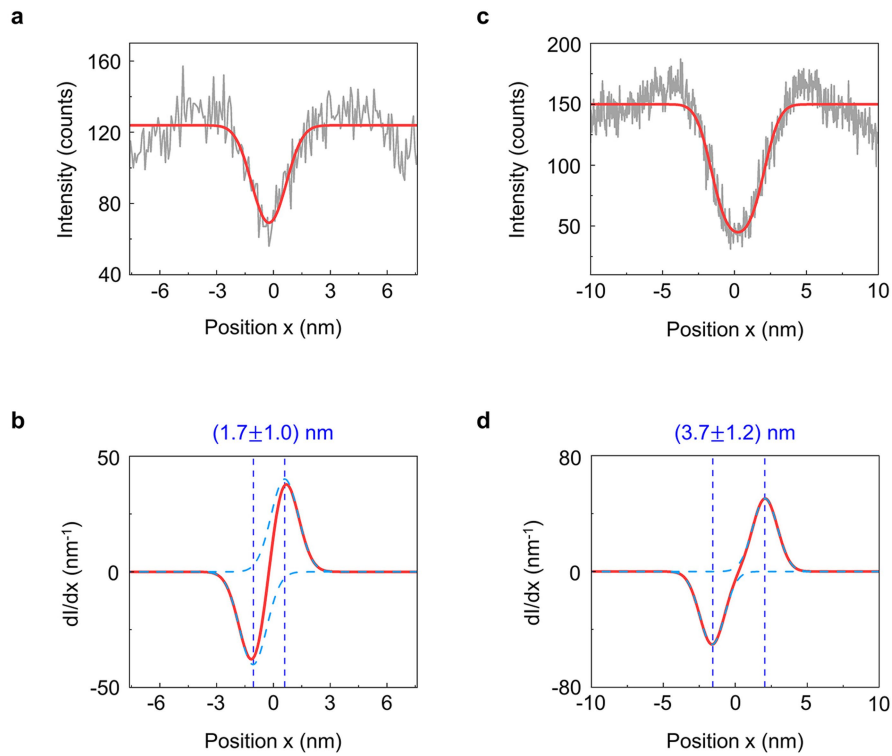 a
Intensity (counts)
160
120
80
40
-6
-3
0
3
6
Position x (nm)
c
Intensity (counts)
200
150
100
50
-10
-5
0
5
10
Position x (nm)
b
(1.7±1.0) nm
dI/dx (nm⁻¹)
50
0
-50
-6
-3
0
3
6
Position x (nm)
d
(3.7±1.2) nm
dI/dx (nm⁻¹)
80
0
-80
-10
-5
0
5
10
Position x (nm)